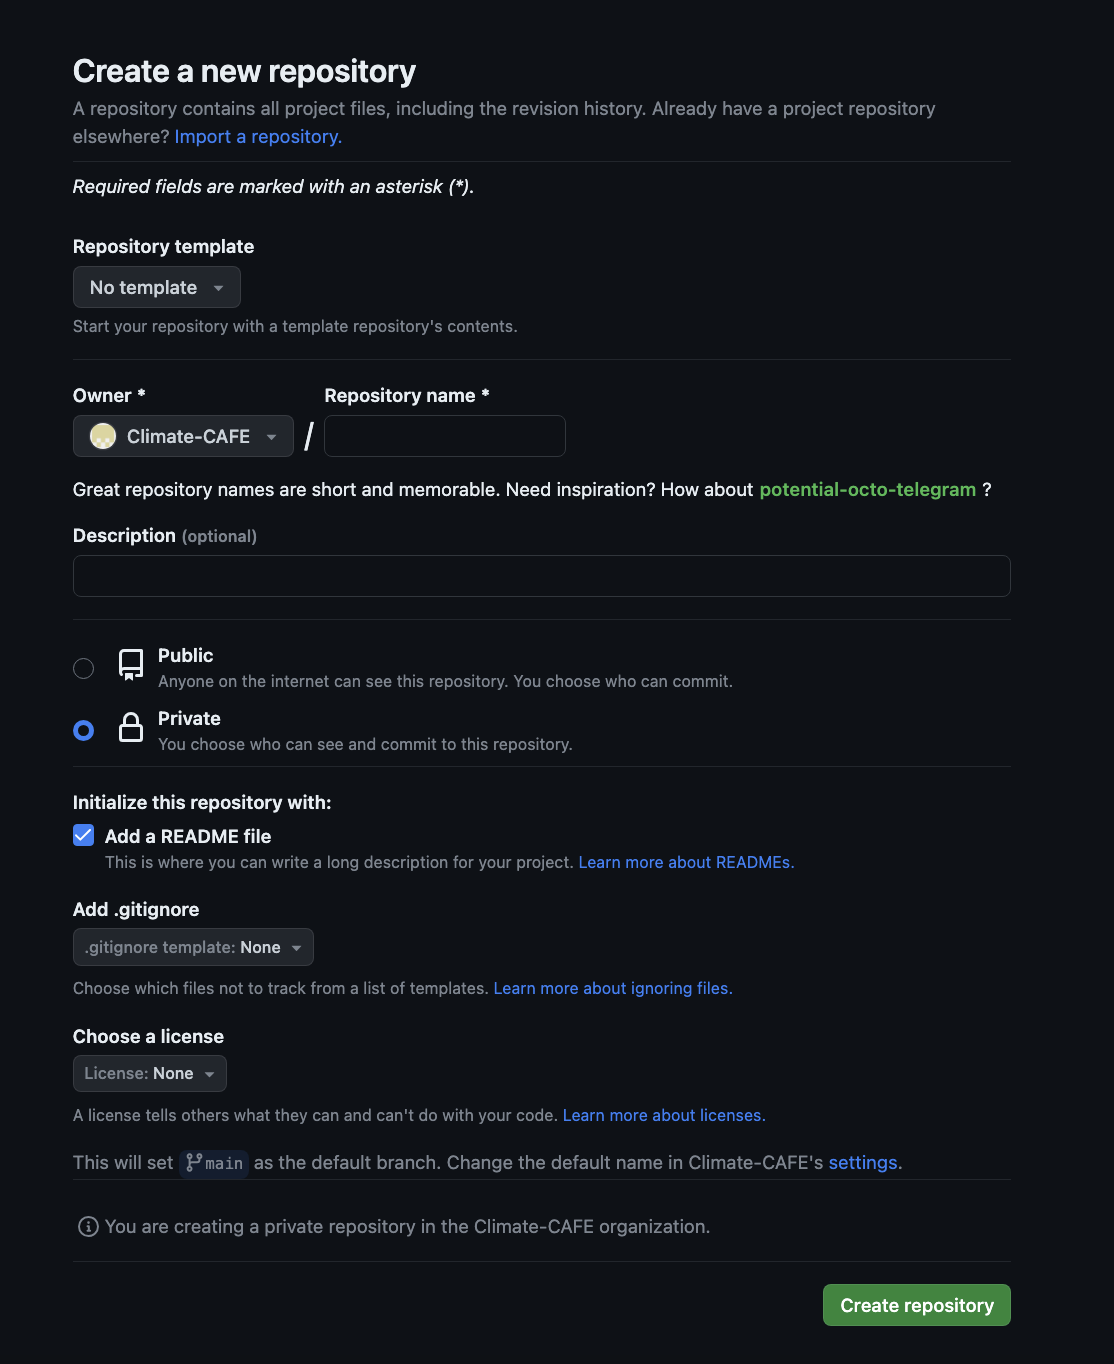 Create a new repository
A repository contains all project files, including the revision history. Already have a project repository
elsewhere? Import a repository.
Required fields are marked with an asterisk (*).
Repository template
No template
Start your repository with a template repository's contents.
Owner *
Repository name *
Climate-CAFE
/
Great repository names are short and memorable. Need inspiration? How about potential-octo-telegram ?
Description (optional)
Public
Anyone on the internet can see this repository. You choose who can commit.
Private
You choose who can see and commit to this repository.
Initialize this repository with:
Add a README file
This is where you can write a long description for your project. Learn more about READMEs.
Add .gitignore
.gitignore template: None
Choose which files not to track from a list of templates. Learn more about ignoring files.
Choose a license
License: None
A license tells others what they can and can't do with your code. Learn more about licenses.
This will set main as the default branch. Change the default name in Climate-CAFE's settings.
You are creating a private repository in the Climate-CAFE organization.
Create repository